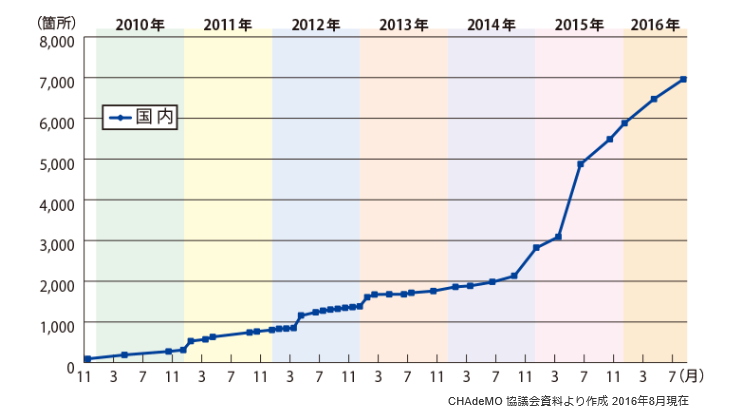 (箇所)
2010年 2011年 2012年 2013年 2014年 2015年 2016年
8,000
7,000
国内
6,000
5,000
4,000
3,000
2,000
1,000
0
11 3 7 11 3 7 11 3 7 11 3 7 11 3 7 11 3 7 11 3 7 (月)
CHAdeMO 協議会資料より作成 2016年8月現在